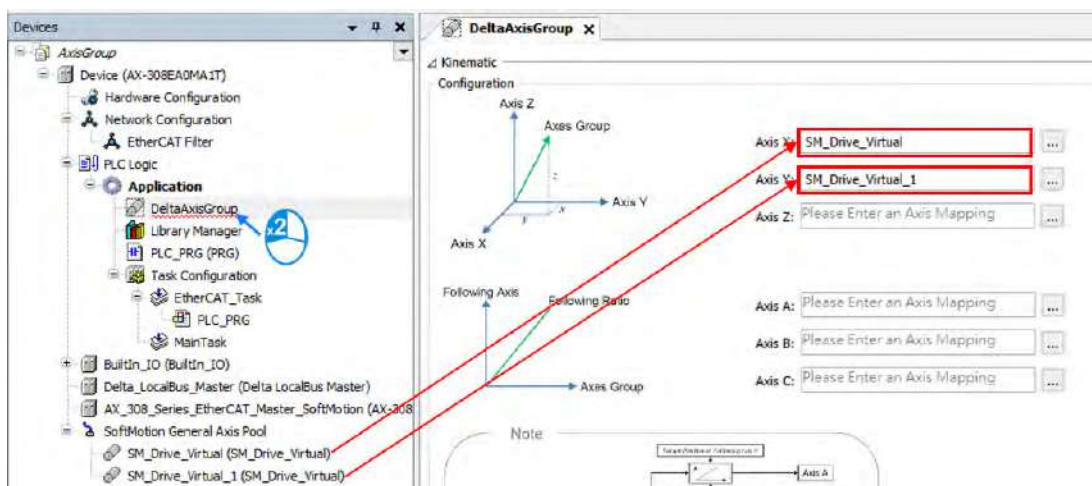 Devices
AxisGroup
Device (AX-308EA0MA1T)
Hardware Configuration
Network Configuration
EtherCAT Filter
PLC Logic
Application
DeltaAxisGroup
x2
Library Manager
PLC_PRG (PRG)
Task Configuration
EtherCAT_Task
PLC_PRG
MainTask
BuiltIn_IO (BuiltIn_IO)
Delta_LocalBus_Master (Delta LocalBus Master)
AX_308_Series_EtherCAT_Master_SoftMotion (AX-308
SoftMotion General Axis Pool
SM_Drive_Virtual (SM_Drive_Virtual)
SM_Drive_Virtual_1 (SM_Drive_Virtual)
DeltaAxisGroup
Kinematic
Configuration
Axis Z
Axes Group
z
Axis Y
x
y
Axis X
Axis X: SM_Drive_Virtual ...
Axis Y: SM_Drive_Virtual_1 ...
Axis Z: Please Enter an Axis Mapping ...
Following Axis
Following Ratio
Axes Group
Axis A: Please Enter an Axis Mapping ...
Axis B: Please Enter an Axis Mapping ...
Axis C: Please Enter an Axis Mapping ...
Note
Axis A